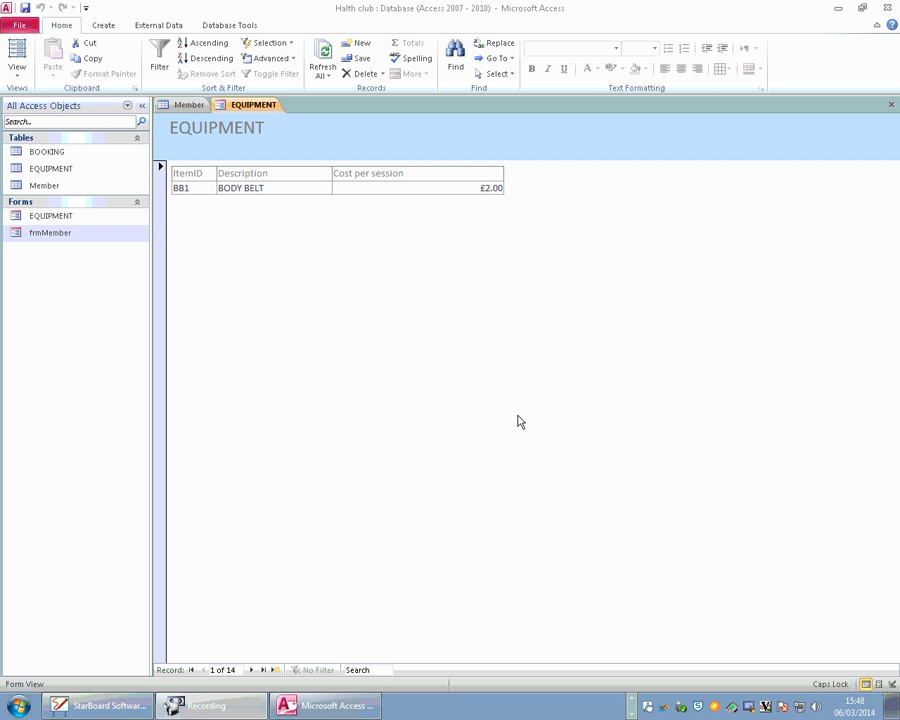 Halth club : Database (Access 2007 - 2010) - Microsoft Access
File Home Create External Data Database Tools
View
Views
Paste
Cut
Copy
Format Painter
Clipboard
Filter
Ascending
Descending
Remove Sort
Selection
Advanced
Toggle Filter
Sort & Filter
Refresh
All
New
Save
Delete
Totals
Spelling
More
Records
Find
Replace
Go To
Select
Find
B I U A
Text Formatting
All Access Objects
Search..
Tables
BOOKING
EQUIPMENT
Member
Forms
EQUIPMENT
frmMember
Member EQUIPMENT
EQUIPMENT
ItemID Description Cost per session
BB1 BODY BELT £2.00
Record: 1 of 14 No Filter Search
Form View Caps Lock
StarBoard Softwar... Recording Microsoft Access ... 15:48
06/03/2014